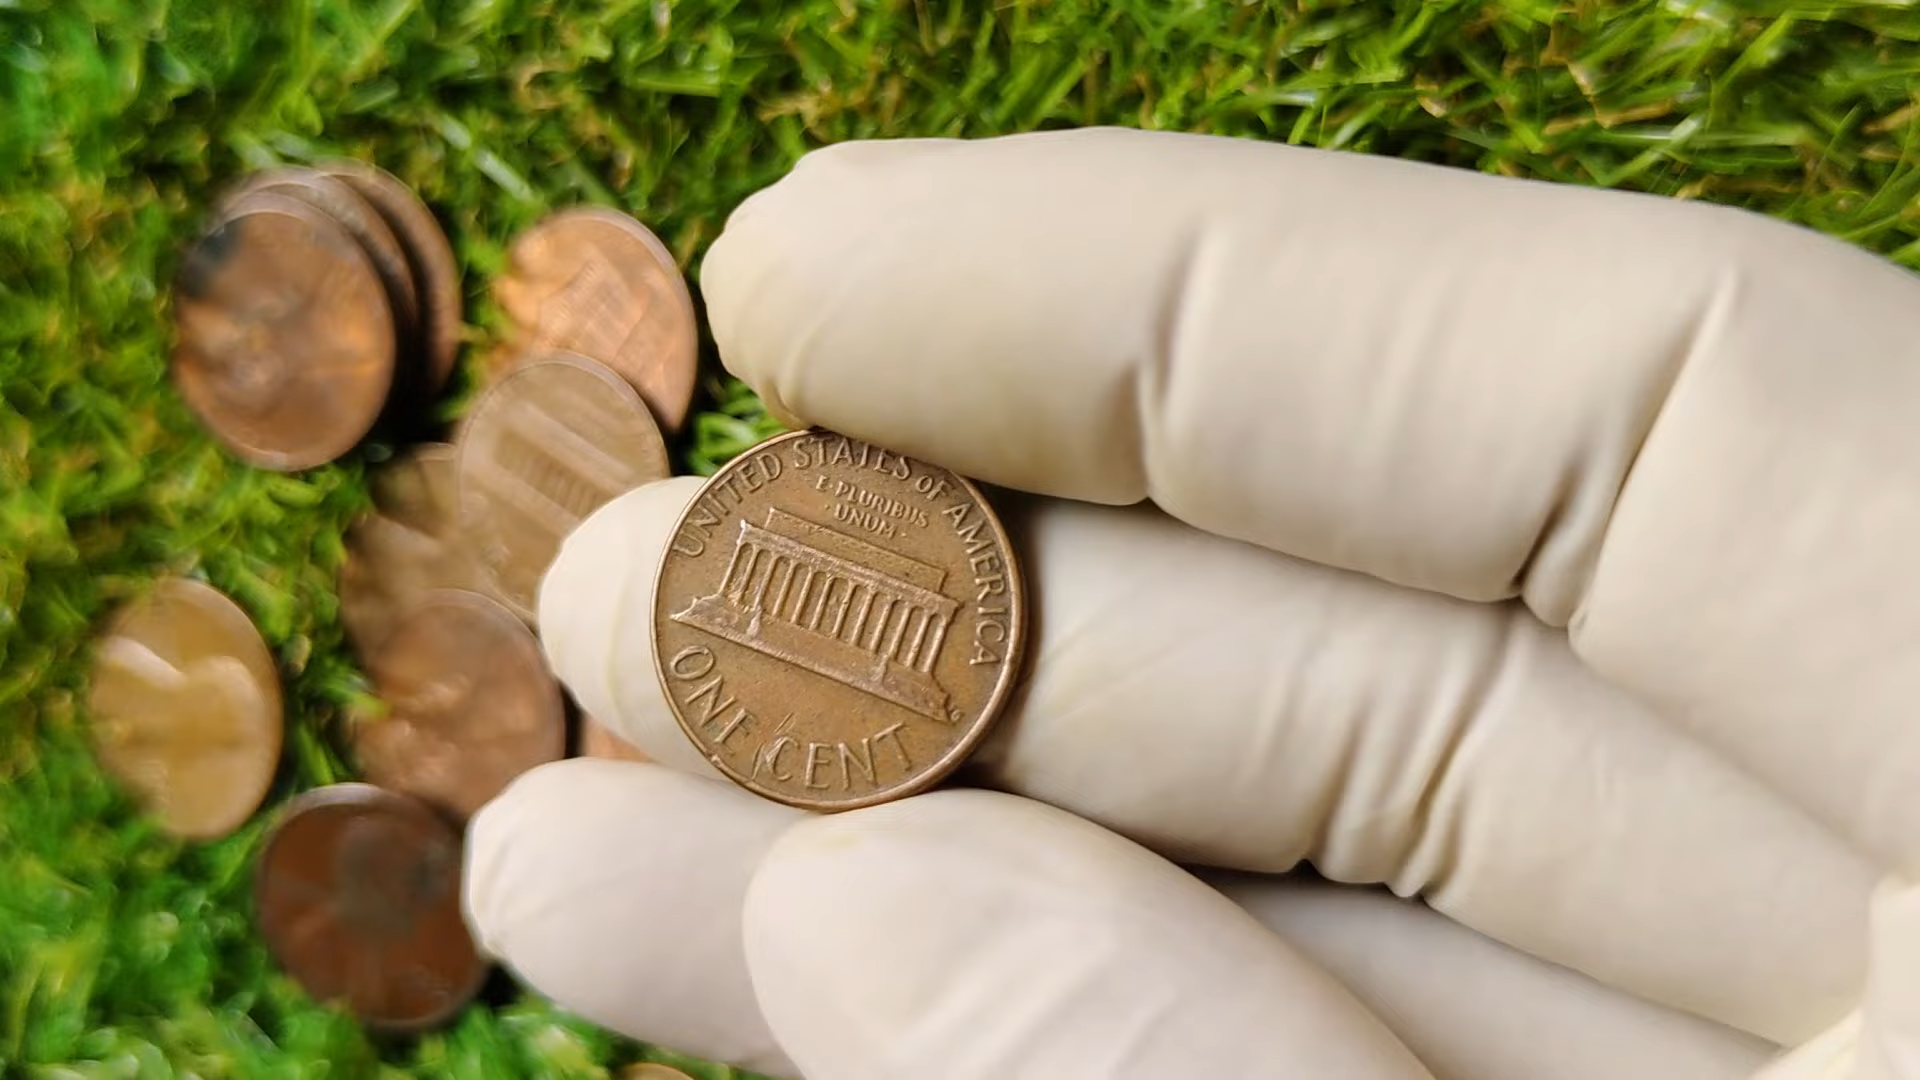 UNITED STATES OF AMERICA
E·PLURIBUS
·UNUM·
ONE CENT